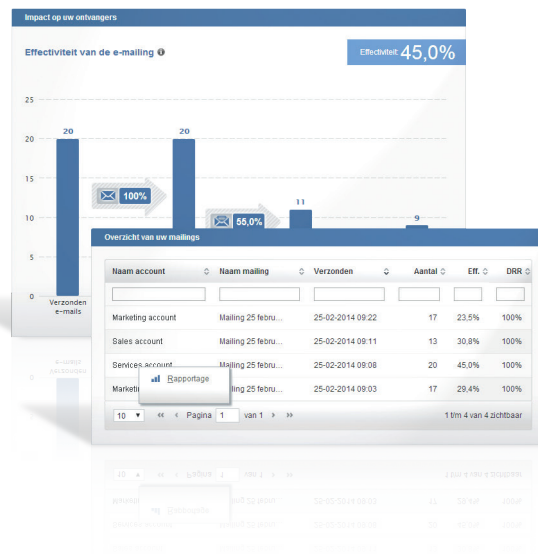 Impact op uw ontvangers
Effectiviteit van de e-mailing
Effectiviteit 45,0%
25
20
20
20
15
100%
11
10
55,0%
9
5
0
Verzonden
e-mails
Overzicht van uw mailings
Naam account Naam mailing Verzonden Aantal Eff. DRR
Marketing account Mailing 25 febru... 25-02-2014 09:22 17 23,5% 100%
Sales account Mailing 25 febru... 25-02-2014 09:11 13 30,8% 100%
Services account Mailing 25 febru... 25-02-2014 09:08 20 45,0% 100%
Rapportage
Mailing 25 febru... 25-02-2014 09:03 17 29,4% 100%
10 Pagina 1 van 1 1 t/m 4 van 4 zichtbaar